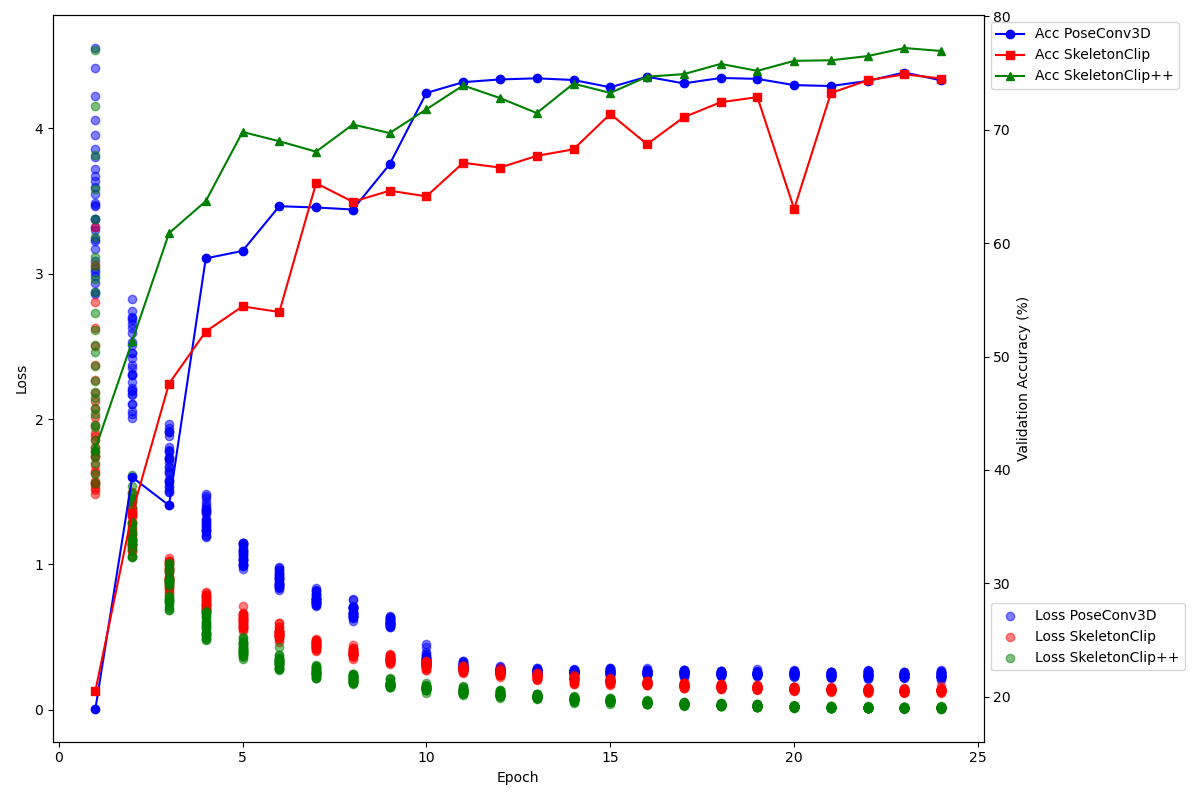 Acc PoseConv3D
Acc SkeletonClip
Acc SkeletonClip++
Loss PoseConv3D
Loss SkeletonClip
Loss SkeletonClip++
Loss
4
3
2
1
0
Validation Accuracy (%)
80
70
60
50
40
30
20
0
5
10
15
20
25
Epoch